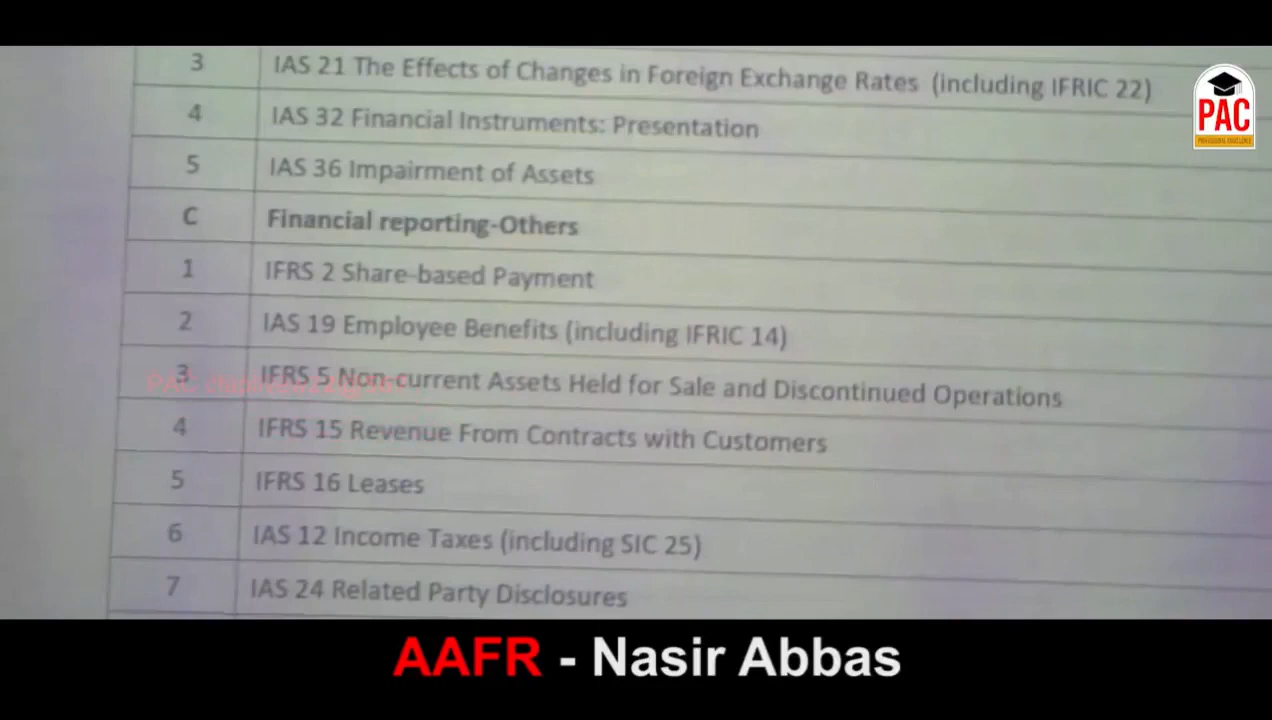 3 IAS 21 The Effects of Changes in Foreign Exchange Rates (including IFRIC 22)
PAC
4 IAS 32 Financial Instruments: Presentation
5 IAS 36 Impairment of Assets
C Financial reporting-Others
1 IFRS 2 Share-based Payment
2 IAS 19 Employee Benefits (including IFRIC 14)
3 IFRS 5 Non-current Assets Held for Sale and Discontinued Operations
PAC
4 IFRS 15 Revenue From Contracts with Customers
5 IFRS 16 Leases
6 IAS 12 Income Taxes (including SIC 25)
7 IAS 24 Related Party Disclosures
AAFR - Nasir Abbas